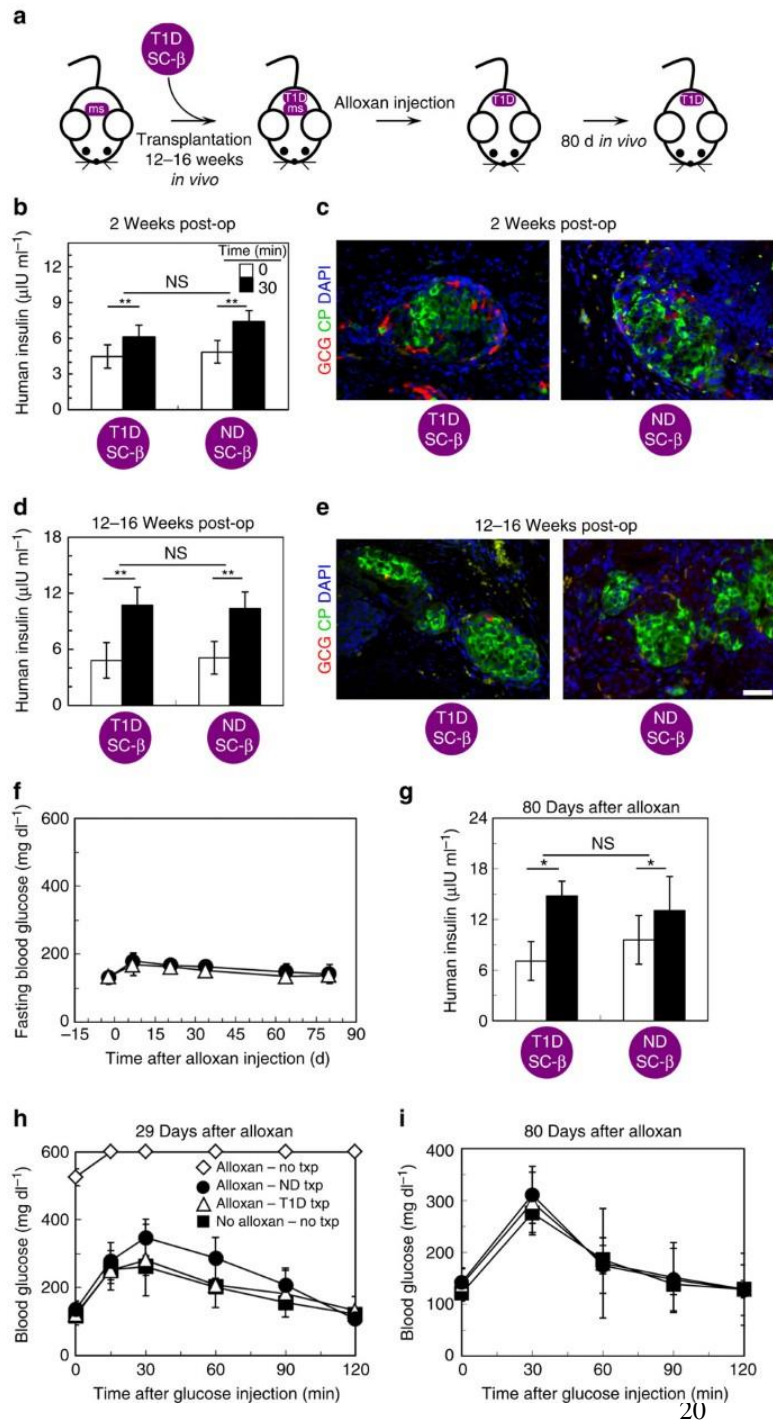 a
T1D
SC-β
ms
T1D
ms
Alloxan injection
T1D
T1D
Transplantation
12–16 weeks
in vivo
80 d in vivo
b
2 Weeks post-op
Human insulin (μIU ml⁻¹)
12
9
6
3
0
Time (min)
0
30
NS
**
**
T1D
SC-β
ND
SC-β
c
2 Weeks post-op
GCG CP DAPI
T1D
SC-β
ND
SC-β
d
12–16 Weeks post-op
Human insulin (μIU ml⁻¹)
18
12
6
0
NS
**
**
T1D
SC-β
ND
SC-β
e
12–16 Weeks post-op
GCG CP DAPI
T1D
SC-β
ND
SC-β
f
Fasting blood glucose (mg dl⁻¹)
600
400
200
0
−15 0 15 30 45 60 75 90
Time after alloxan injection (d)
g
80 Days after alloxan
Human insulin (μIU ml⁻¹)
24
18
12
6
0
NS
*
*
T1D
SC-β
ND
SC-β
h
29 Days after alloxan
Blood glucose (mg dl⁻¹)
600
400
200
0
Alloxan – no txp
Alloxan – ND txp
Alloxan – T1D txp
No alloxan – no txp
0 30 60 90 120
Time after glucose injection (min)
i
80 Days after alloxan
Blood glucose (mg dl⁻¹)
400
300
200
100
0
0 30 60 90 120
Time after glucose injection (min)
20